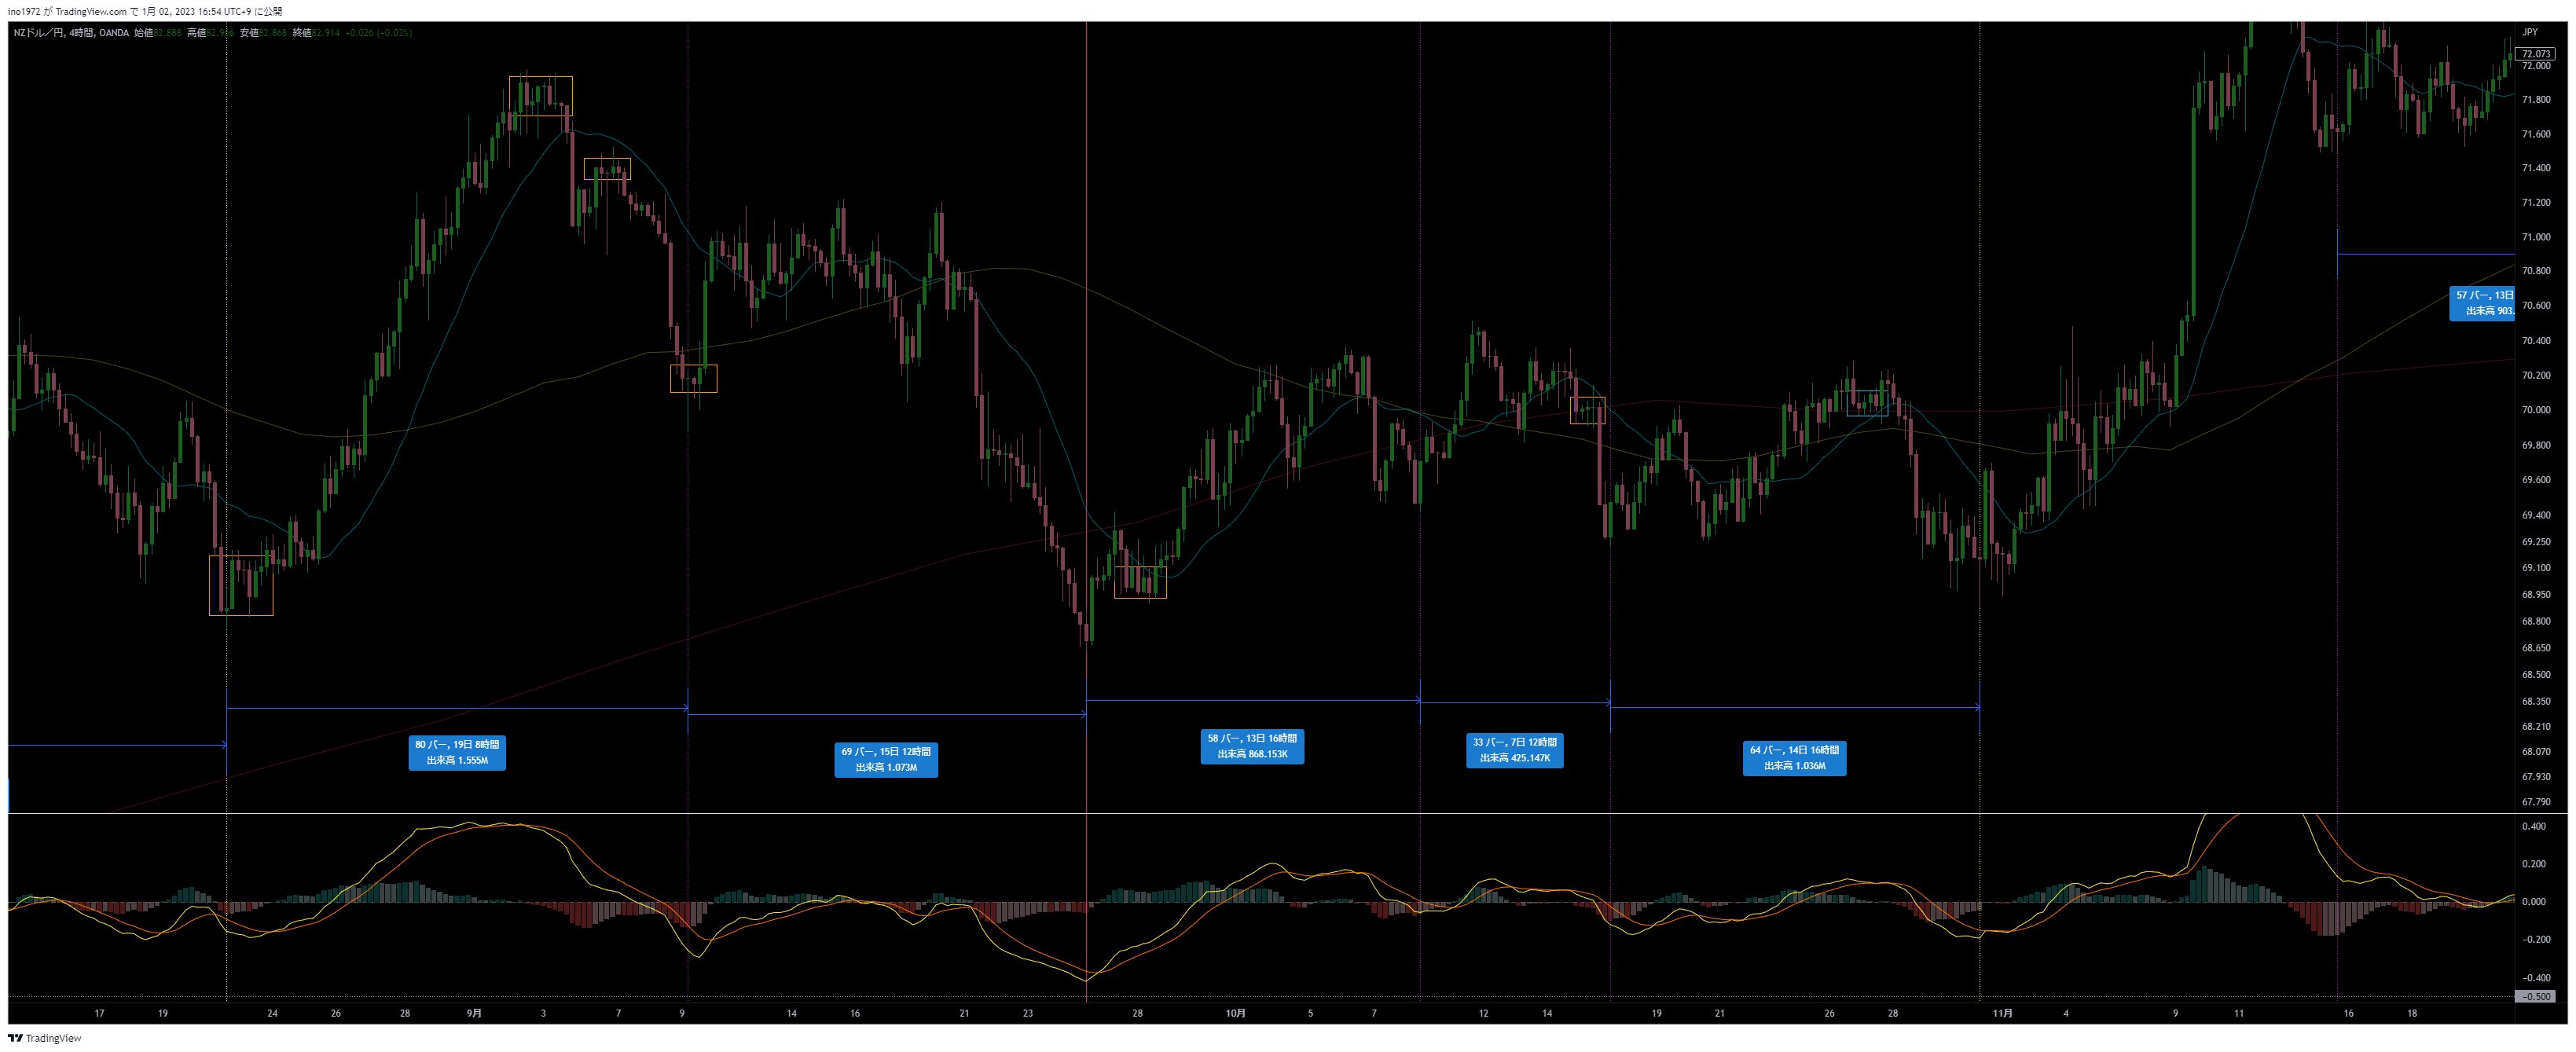 ino1972 が TradingView.com で 1月 02, 2023 16:54 UTC+9 に公開
NZドル／円, 4時間, OANDA 始値82.888 高値82.966 安値82.868 終値82.914 +0.026 (+0.03%)
JPY
72.073
72.000
71.800
71.600
71.400
71.200
71.000
70.800
70.600
70.400
70.200
70.000
69.800
69.600
69.400
69.250
69.100
68.950
68.800
68.650
68.500
68.350
68.210
68.070
67.930
67.790
57 バー, 13日
出来高 903.
80 バー, 19日 8時間
出来高 1.555M
69 バー, 15日 12時間
出来高 1.073M
58 バー, 13日 16時間
出来高 868.153K
33 バー, 7日 12時間
出来高 425.147K
64 バー, 14日 16時間
出来高 1.036M
0.400
0.200
0.000
-0.200
-0.400
-0.500
17 19 24 26 28 9月 3 7 9 14 16 21 23 28 10月 5 7 12 14 19 21 26 28 11月 4 9 11 16 18
TradingView